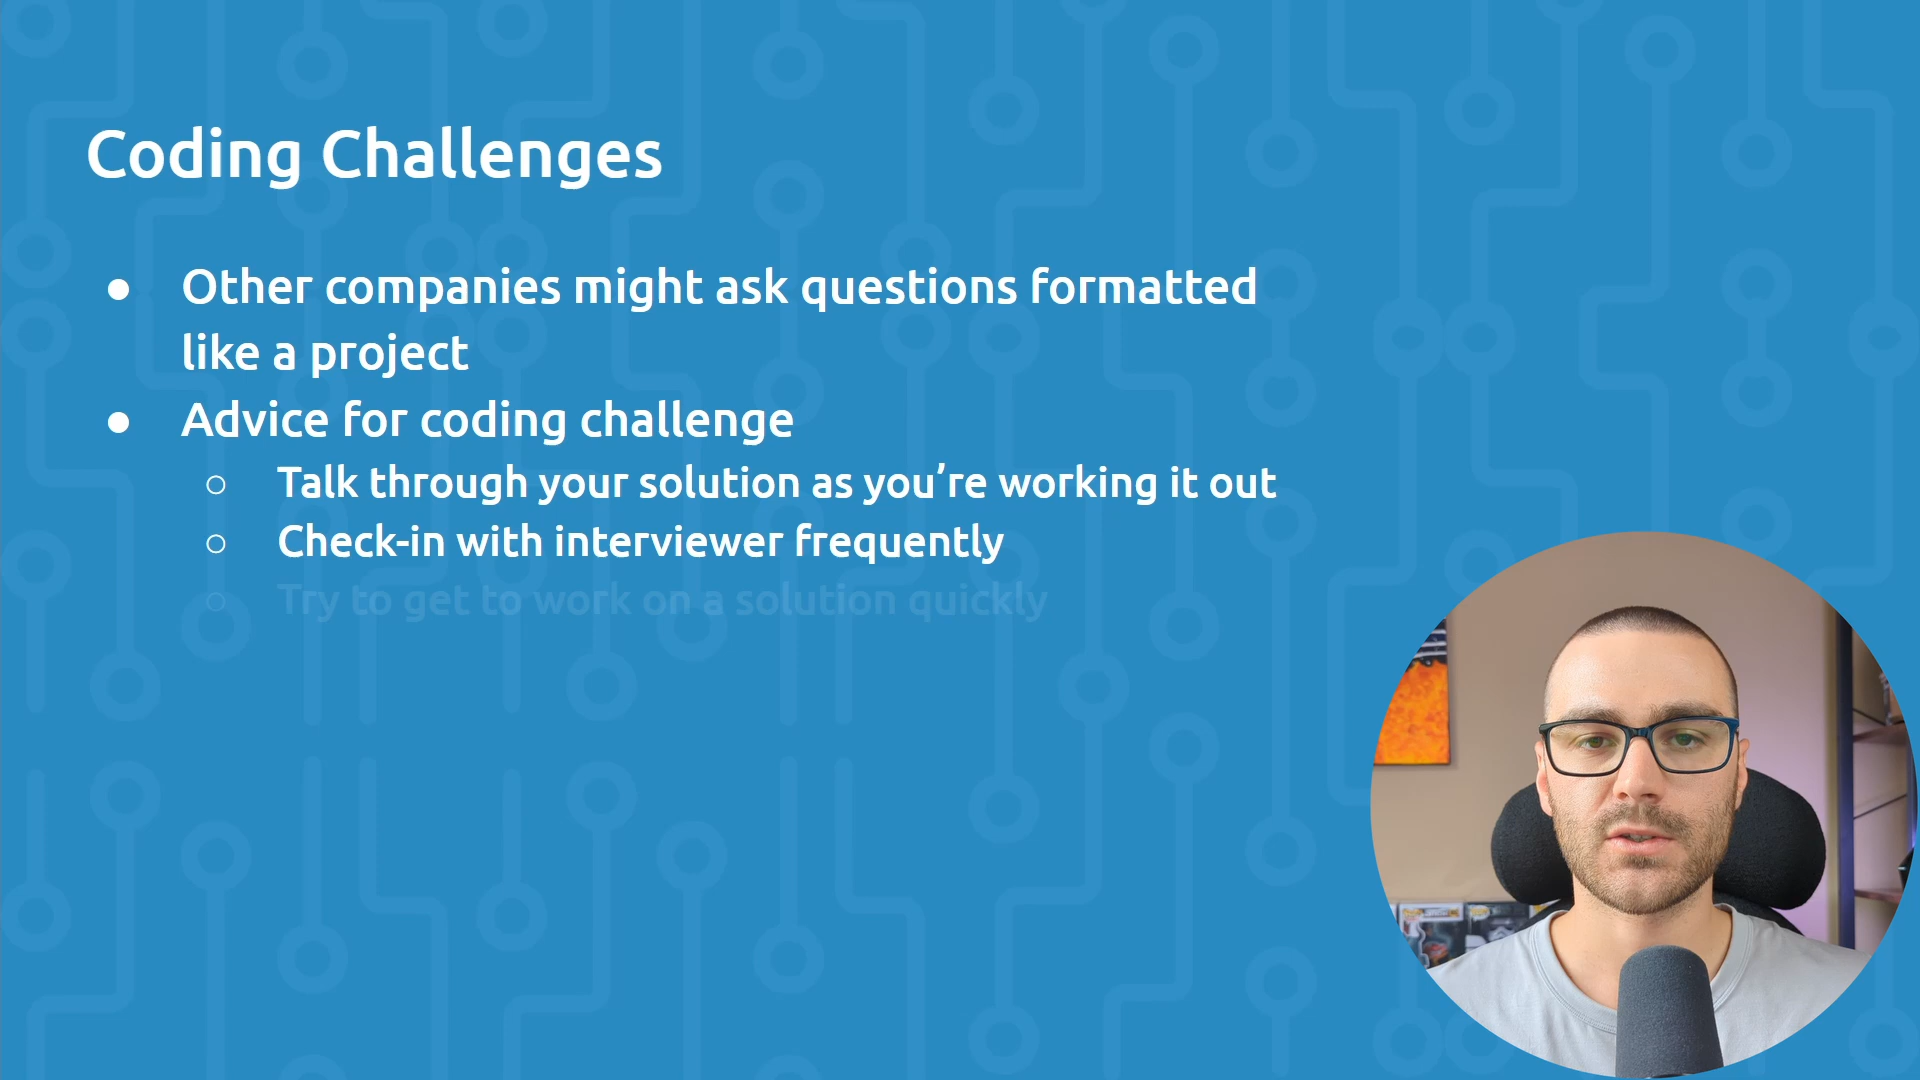 Coding Challenges
● Other companies might ask questions formatted
like a project
● Advice for coding challenge
○ Talk through your solution as you’re working it out
○ Check-in with interviewer frequently
○ Try to get to work on a solution quickly